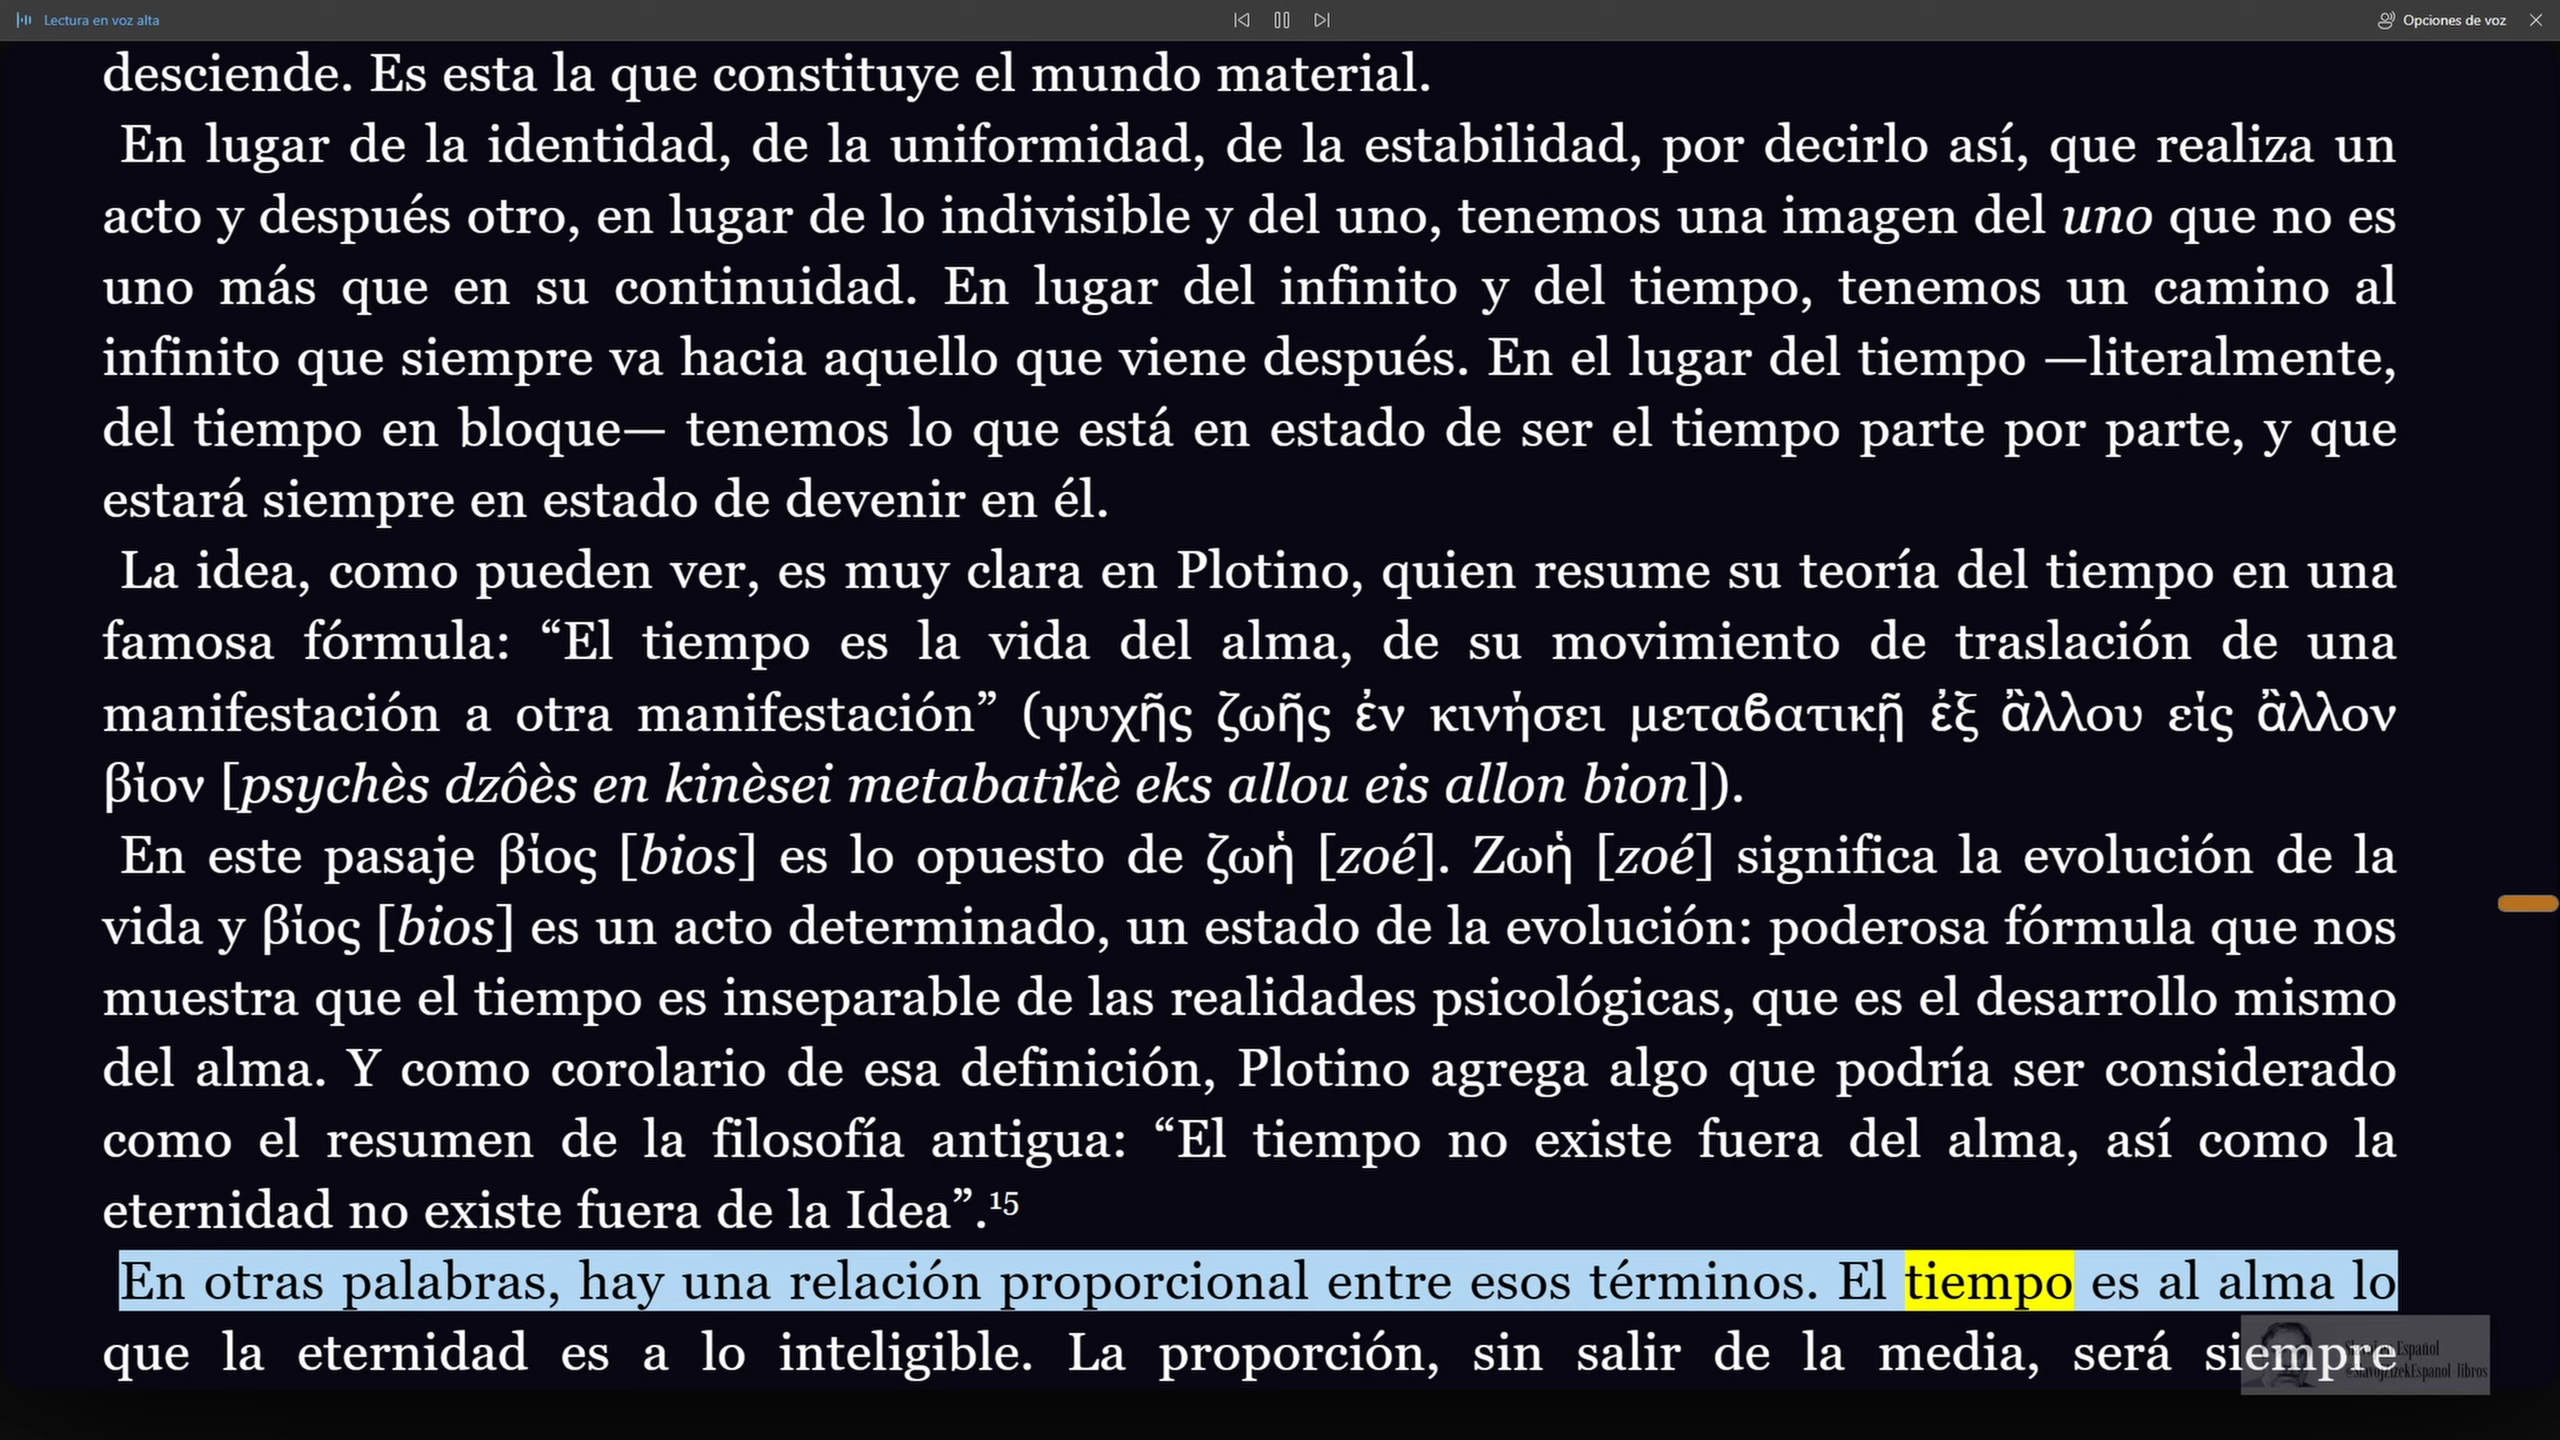 Lectura en voz alta
Opciones de voz
desciende. Es esta la que constituye el mundo material.
En lugar de la identidad, de la uniformidad, de la estabilidad, por decirlo así, que realiza un
acto y después otro, en lugar de lo indivisible y del uno, tenemos una imagen del uno que no es
uno más que en su continuidad. En lugar del infinito y del tiempo, tenemos un camino al
infinito que siempre va hacia aquello que viene después. En el lugar del tiempo —literalmente,
del tiempo en bloque— tenemos lo que está en estado de ser el tiempo parte por parte, y que
estará siempre en estado de devenir en él.
La idea, como pueden ver, es muy clara en Plotino, quien resume su teoría del tiempo en una
famosa fórmula: “El tiempo es la vida del alma, de su movimiento de traslación de una
manifestación a otra manifestación” (ψυχῆς ζωῆς ἐν κινήσει μεταϐατικῇ ἐξ ἂλλου εἰς ἂλλον
βίον [psychès dzôès en kinèsei metabatikè eks allou eis allon bion]).
En este pasaje βίος [bios] es lo opuesto de ζωἠ [zoé]. Ζωἠ [zoé] significa la evolución de la
vida y βίος [bios] es un acto determinado, un estado de la evolución: poderosa fórmula que nos
muestra que el tiempo es inseparable de las realidades psicológicas, que es el desarrollo mismo
del alma. Y como corolario de esa definición, Plotino agrega algo que podría ser considerado
como el resumen de la filosofía antigua: “El tiempo no existe fuera del alma, así como la
eternidad no existe fuera de la Idea”.15
En otras palabras, hay una relación proporcional entre esos términos. El tiempo es al alma lo
que la eternidad es a lo inteligible. La proporción, sin salir de la media, será siempre
Español
@SlavojZizekEspanol libros